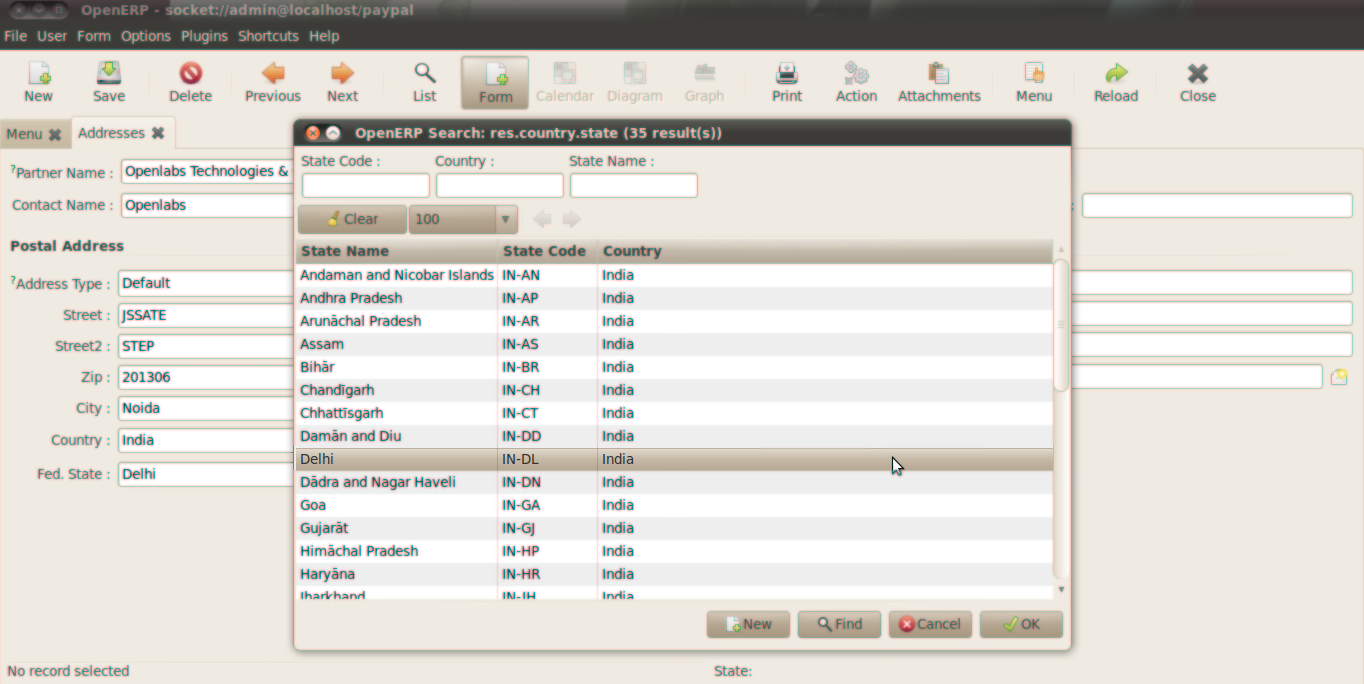 OpenERP - socket://admin@localhost/paypal
File User Form Options Plugins Shortcuts Help
New Save Delete Previous Next List Form Calendar Diagram Graph Print Action Attachments Menu Reload Close
Menu Addresses
OpenERP Search: res.country.state (35 result(s))
State Code : Country : State Name :
?Partner Name : Openlabs Technologies &
Contact Name : Openlabs
Clear 100
Postal Address
State Name State Code Country
Andaman and Nicobar Islands IN-AN India
?Address Type : Default
Andhra Pradesh IN-AP India
Street : JSSATE
Arunāchal Pradesh IN-AR India
Street2 : STEP
Assam IN-AS India
Bihār IN-BR India
Zip : 201306
Chandīgarh IN-CH India
City : Noida
Chhattīsgarh IN-CT India
Country : India
Damān and Diu IN-DD India
Delhi IN-DL India
Fed. State : Delhi
Dādra and Nagar Haveli IN-DN India
Goa IN-GA India
Gujarāt IN-GJ India
Himāchal Pradesh IN-HP India
Haryāna IN-HR India
Jharkhand IN-JH India
New Find Cancel OK
No record selected State: